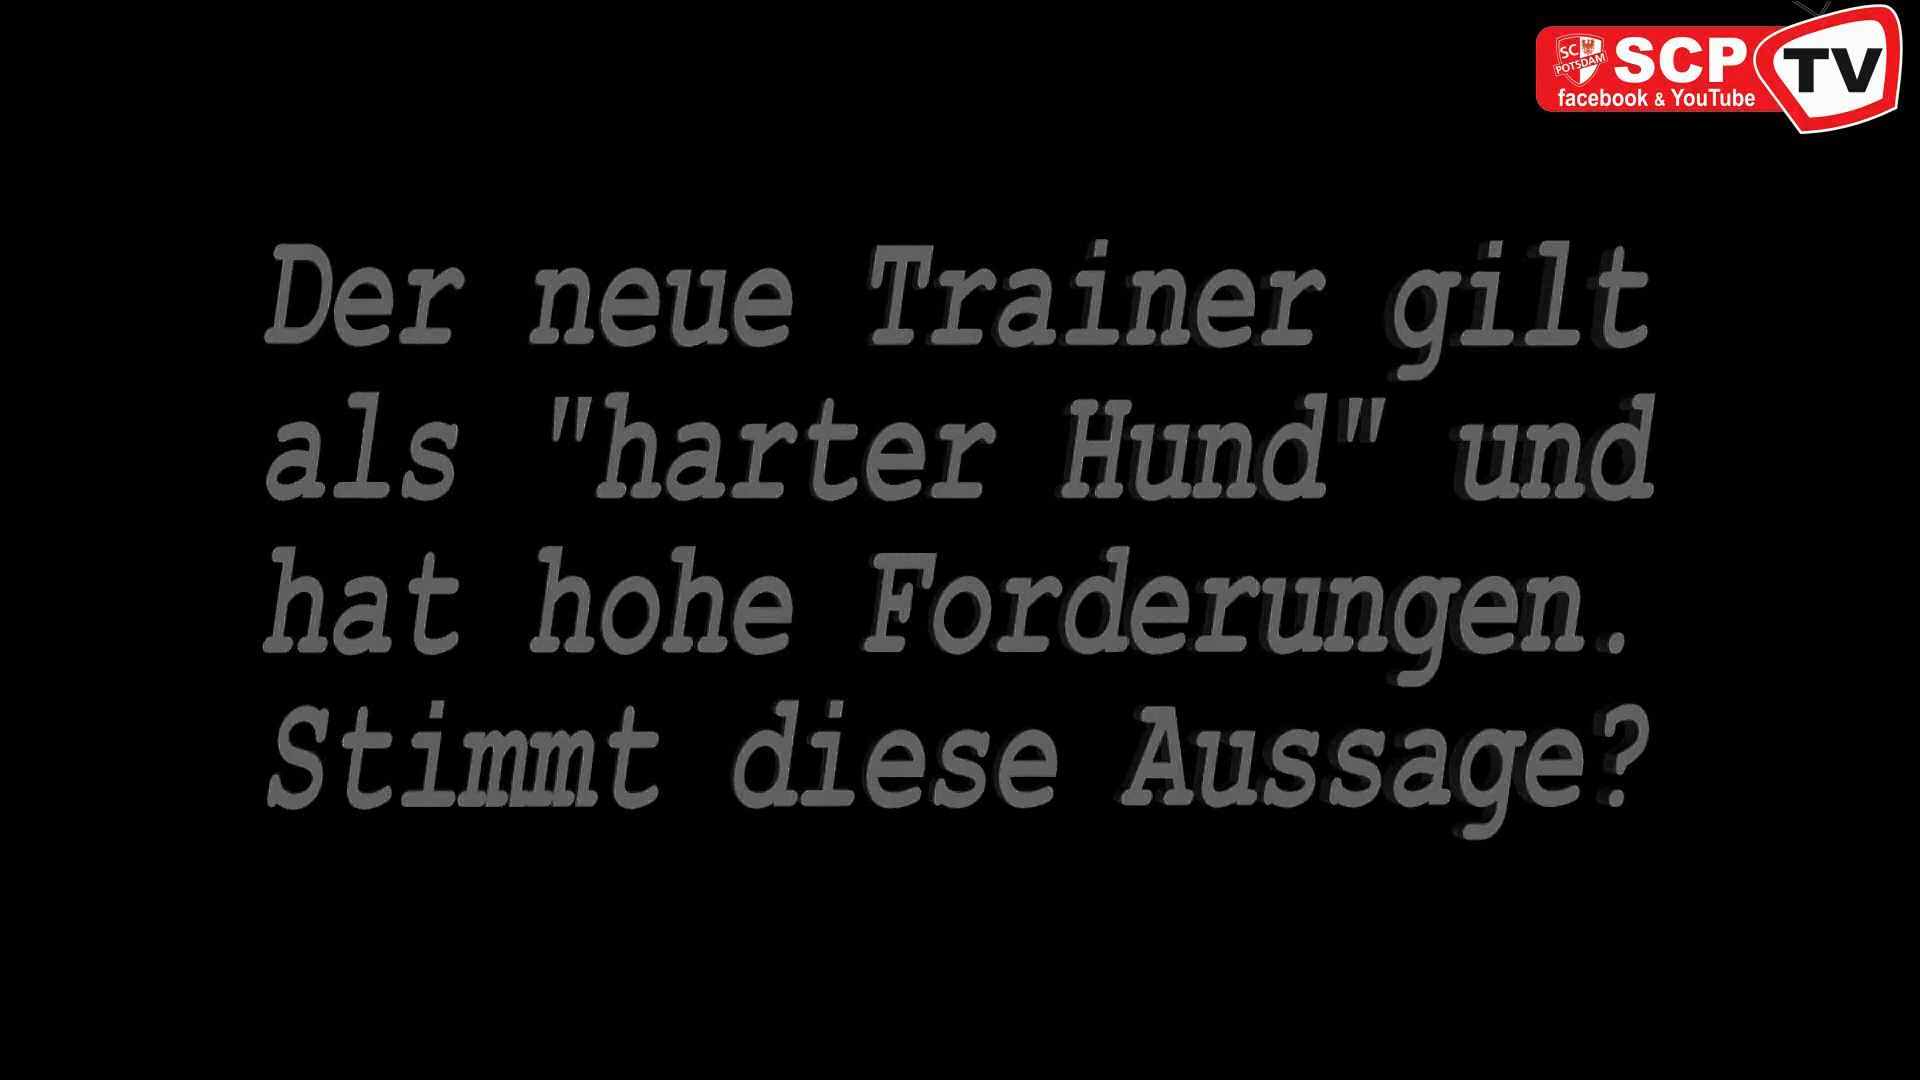 SC
POTSDAM
SCP
TV
facebook & YouTube
Der neue Trainer gilt
als "harter Hund" und
hat hohe Forderungen.
Stimmt diese Aussage?